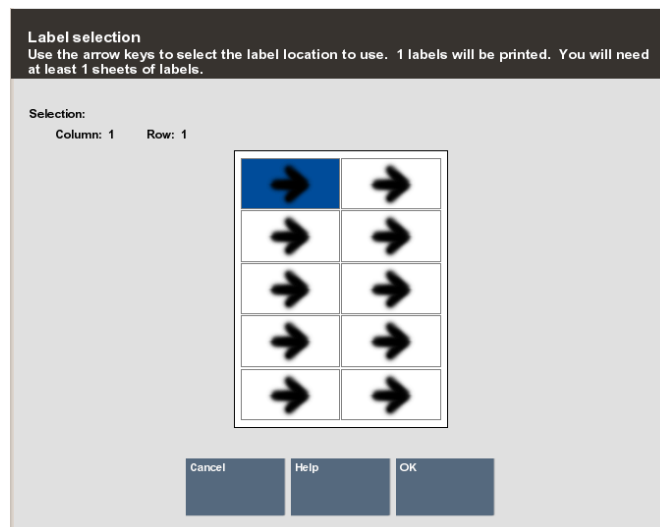 Label selection
Use the arrow keys to select the label location to use.  1 labels will be printed.  You will need
at least 1 sheets of labels.
Selection:
Column: 1 Row: 1
Cancel Help OK